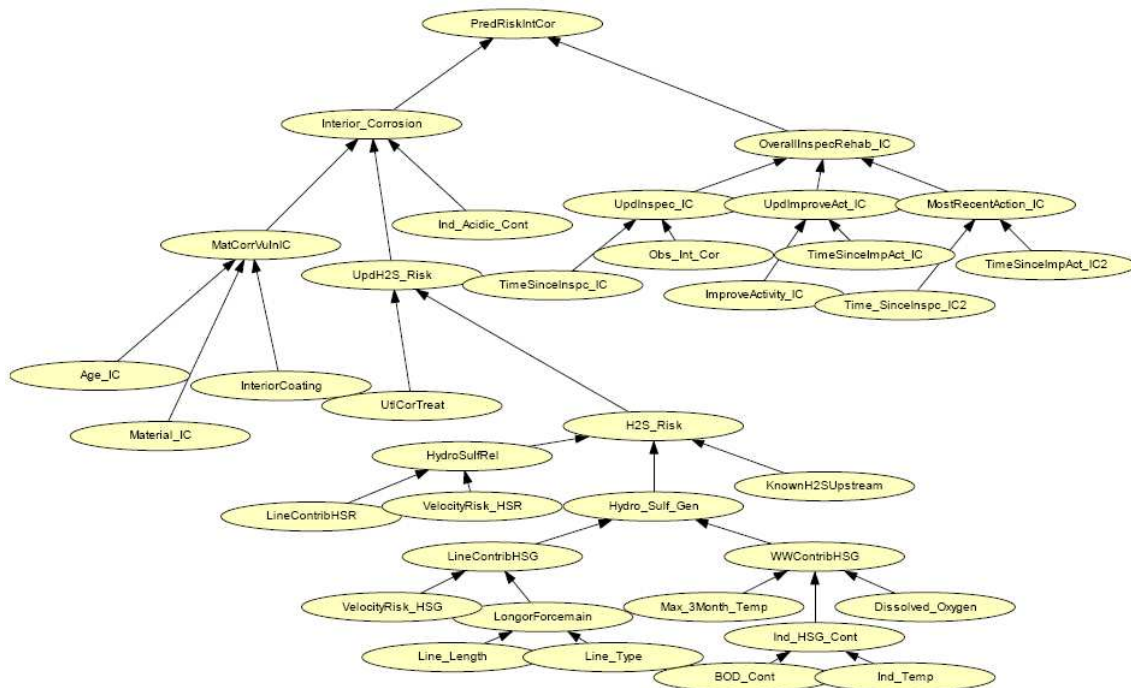 PredRiskIntCor
Interior_Corrosion
OverallInspecRehab_IC
UpdInspec_IC
UpdImproveAct_IC
MostRecentAction_IC
Ind_Acidic_Cont
MatCorrVulnIC
Obs_Int_Cor
TimeSinceImpAct_IC
TimeSinceImpAct_IC2
UpdH2S_Risk
TimeSinceInspc_IC
ImproveActivity_IC
Time_SinceInspc_IC2
Age_IC
InteriorCoating
UtlCorTreat
Material_IC
H2S_Risk
HydroSulfRel
KnownH2SUpstream
LineContribHSR
VelocityRisk_HSR
Hydro_Sulf_Gen
LineContribHSG
WWContribHSG
VelocityRisk_HSG
LongorForcemain
Max_3Month_Temp
Dissolved_Oxygen
Ind_HSG_Cont
Line_Length
Line_Type
BOD_Cont
Ind_Temp